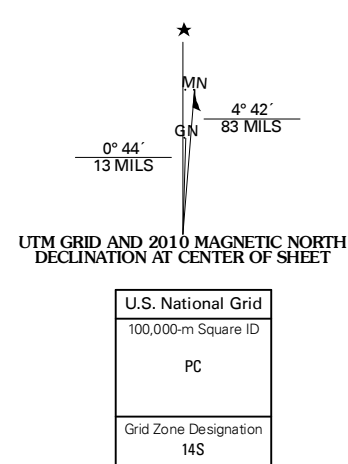 MN
GN
4° 42´
83 MILS
0° 44´
13 MILS
UTM GRID AND 2010 MAGNETIC NORTH
DECLINATION AT CENTER OF SHEET
U.S. National Grid
100,000-m Square ID
PC
Grid Zone Designation
14S